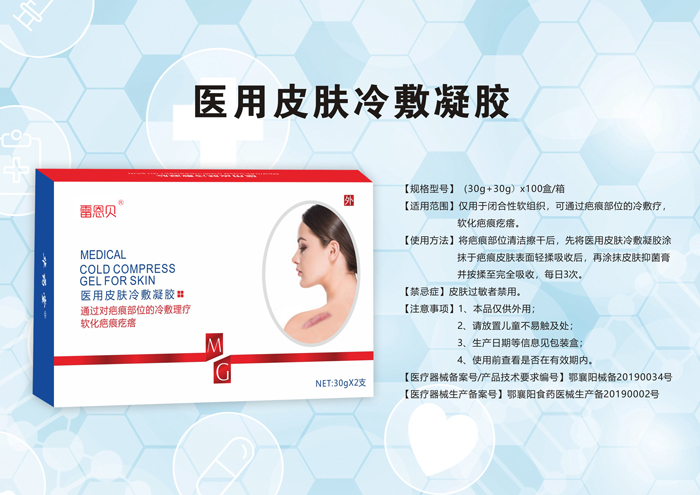 医用皮肤冷敷凝胶
雷恩贝®
外
MEDICAL
COLD COMPRESS
GEL FOR SKIN
医用皮肤冷敷凝胶
通过对疤痕部位的冷敷理疗
软化疤痕疙瘩
M
G
NET:30gX2支
【规格型号】（30g+30g）x100盒/箱
【适用范围】仅用于闭合性软组织，可通过疤痕部位的冷敷疗，
软化疤痕疙瘩。
【使用方法】将疤痕部位清洁擦干后，先将医用皮肤冷敷凝胶涂
抹于疤痕皮肤表面轻揉吸收后，再涂抹皮肤抑菌膏
并按揉至完全吸收，每日3次。
【禁忌症】皮肤过敏者禁用。
【注意事项】1、本品仅供外用；
2、请放置儿童不易触及处；
3、生产日期等信息见包装盒；
4、使用前查看是否在有效期内。
【医疗器械备案号/产品技术要求编号】鄂襄阳械备20190034号
【医疗器械生产备案号】鄂襄阳食药医械生产备20190002号